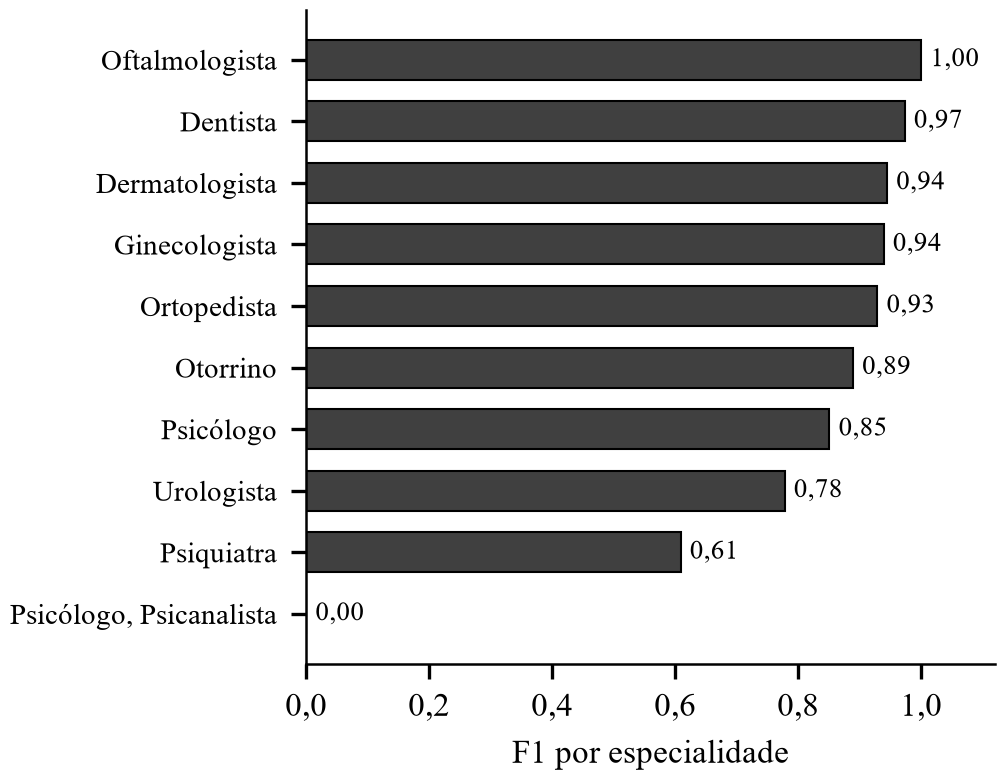 Oftalmologista 1,00
Dentista 0,97
Dermatologista 0,94
Ginecologista 0,94
Ortopedista 0,93
Otorrino 0,89
Psicólogo 0,85
Urologista 0,78
Psiquiatra 0,61
Psicólogo, Psicanalista 0,00
0,0 0,2 0,4 0,6 0,8 1,0
F1 por especialidade